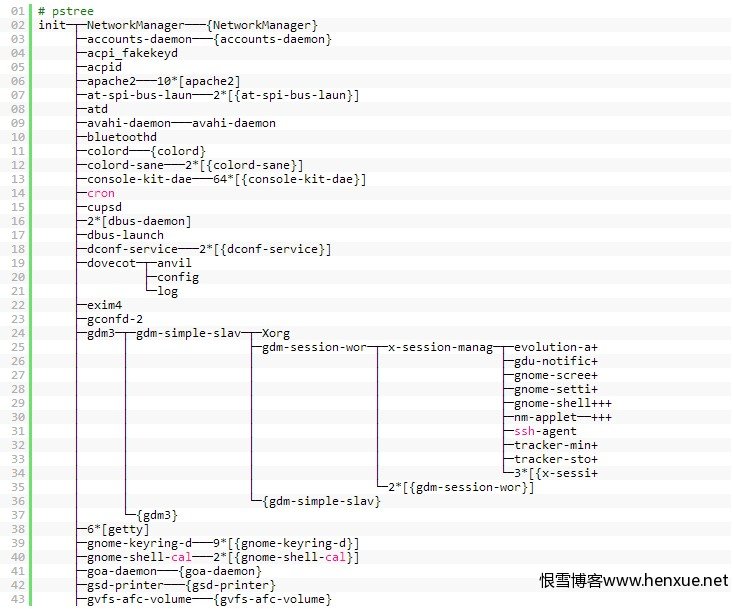 01 # pstree
02 init─┬─NetworkManager───{NetworkManager}
03      ├─accounts-daemon───{accounts-daemon}
04      ├─acpi_fakekeyd
05      ├─acpid
06      ├─apache2───10*[apache2]
07      ├─at-spi-bus-laun───2*[{at-spi-bus-laun}]
08      ├─atd
09      ├─avahi-daemon───avahi-daemon
10      ├─bluetoothd
11      ├─colord───{colord}
12      ├─colord-sane───2*[{colord-sane}]
13      ├─console-kit-dae───64*[{console-kit-dae}]
14      ├─cron
15      ├─cupsd
16      ├─2*[dbus-daemon]
17      ├─dbus-launch
18      ├─dconf-service───2*[{dconf-service}]
19      ├─dovecot─┬─anvil
20      │         ├─config
21      │         └─log
22      ├─exim4
23      ├─gconfd-2
24      ├─gdm3─┬─gdm-simple-slav─┬─Xorg
25      │      │                 ├─gdm-session-wor─┬─x-session-manag─┬─evolution-a+
26      │      │                 │                 │                 ├─gdu-notific+
27      │      │                 │                 │                 ├─gnome-scree+
28      │      │                 │                 │                 ├─gnome-setti+
29      │      │                 │                 │                 ├─gnome-shell+++
30      │      │                 │                 │                 ├─nm-applet──+++
31      │      │                 │                 │                 ├─ssh-agent
32      │      │                 │                 │                 ├─tracker-min+
33      │      │                 │                 │                 ├─tracker-sto+
34      │      │                 │                 │                 └─3*[{x-sessi+
35      │      │                 │                 └─2*[{gdm-session-wor}]
36      │      │                 └─{gdm-simple-slav}
37      │      └─{gdm3}
38      ├─6*[getty]
39      ├─gnome-keyring-d───9*[{gnome-keyring-d}]
40      ├─gnome-shell-cal───2*[{gnome-shell-cal}]
41      ├─goa-daemon───{goa-daemon}
42      ├─gsd-printer───{gsd-printer}
43      ├─gvfs-afc-volume───{gvfs-afc-volume}
恨雪博客www.henxue.net